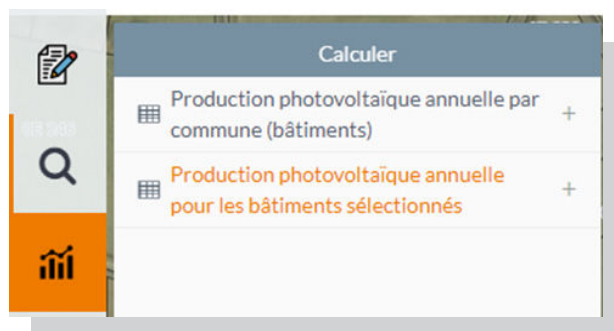 Calculer
Production photovoltaïque annuelle par
commune (bâtiments)
+
Production photovoltaïque annuelle
pour les bâtiments sélectionnés
+